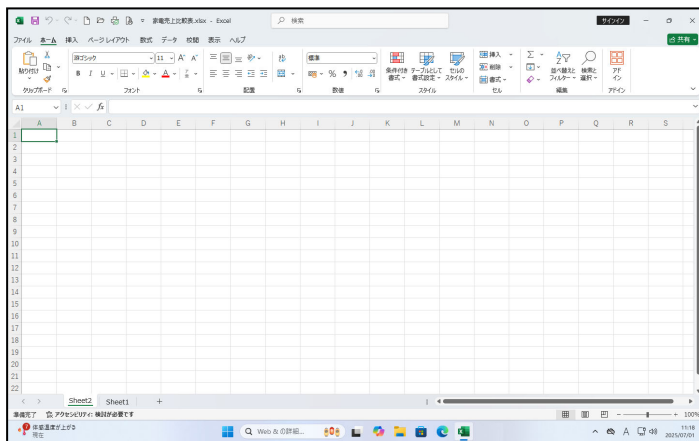 家電売上比較表.xlsx - Excel
検索
サインイン
ファイル ホーム 挿入 ページ レイアウト 数式 データ 校閲 表示 ヘルプ
共有
貼り付け
游ゴシック 11
B I U
標準
条件付き書式
テーブルとして書式設定
セルのスタイル
挿入
削除
書式
並べ替えとフィルター
検索と選択
アドイン
クリップボード フォント 配置 数値 スタイル セル 編集 アドイン
A1
fx
A B C D E F G H I J K L M N O P Q R S
1
2
3
4
5
6
7
8
9
10
11
12
13
14
15
16
17
18
19
20
21
22
Sheet2 Sheet1 +
準備完了 アクセシビリティ: 検討が必要です
100%
体感温度が上がる
現在
Web & の詳細...
A
11:18
2025/07/01